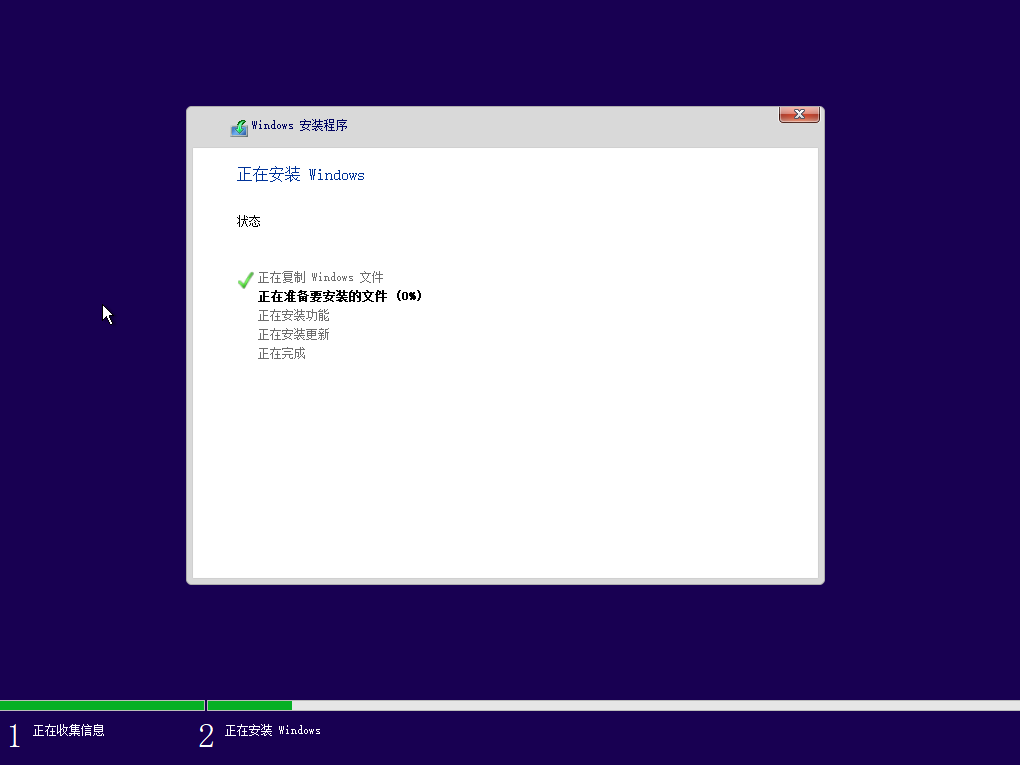 Windows 安装程序
正在安装 Windows
状态
正在复制 Windows 文件
正在准备要安装的文件 (0%)
正在安装功能
正在安装更新
正在完成
1 正在收集信息
2 正在安装 Windows